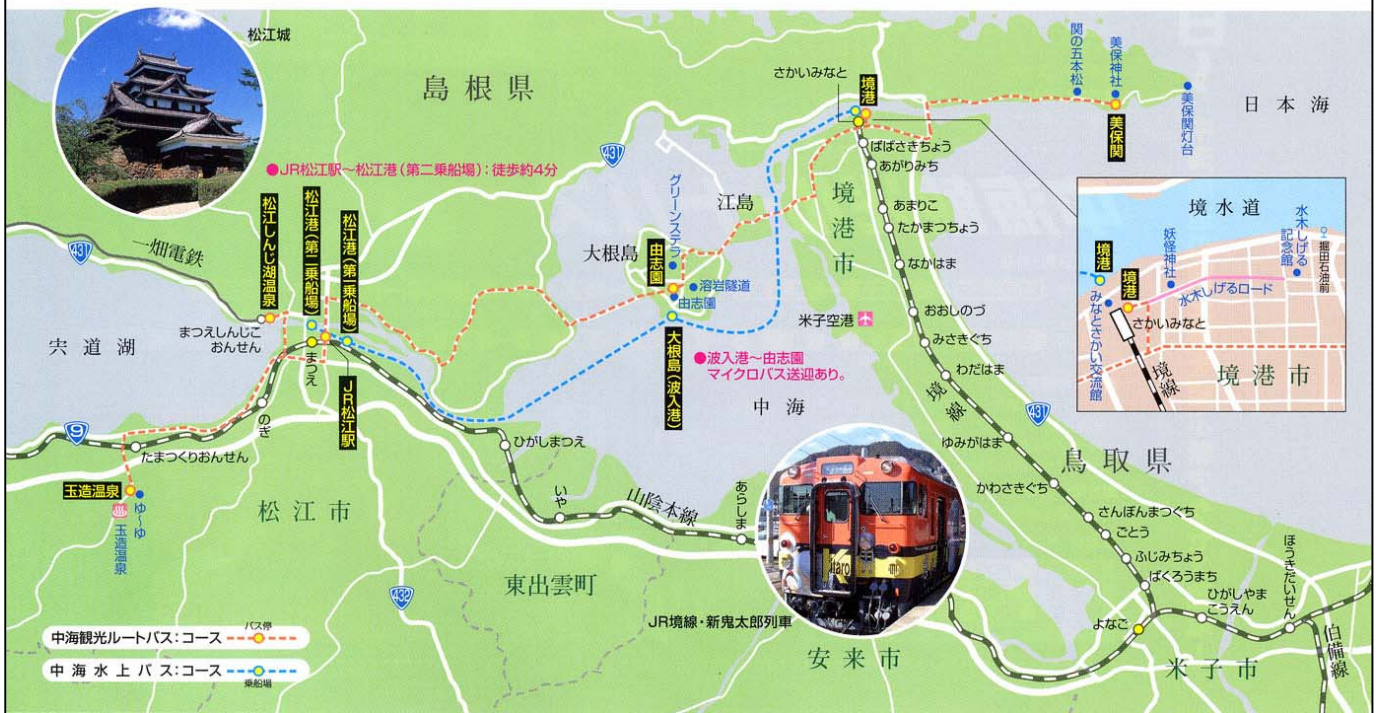 松江城
島根県
●JR松江駅〜松江港(第二乗船場):徒歩約4分
431
一畑電鉄
431
松江しんじ湖温泉
松江港(第二乗船場)
松江港(第一乗船場)
まつえしんじこ
おんせん
宍道湖
まつえ
JR松江駅
のぎ
9
たまつくりおんせん
玉造温泉
ゆ〜ゆ
玉造温泉
松江市
432
ひがしまつえ
いや
山陰本線
あらしま
東出雲町
大根島
グリーンステラ
由志園
江島
溶岩隧道
由志園
大根島(波入港)
●波入港〜由志園
マイクロバス送迎あり。
中海
米子空港
さかいみなと
境港
ばばさきちょう
あがりみち
あまりこ
たかまつちょう
なかはま
おおしのづ
みさきぐち
わだはま
ゆみがはま
かわさきぐち
さんぼんまつぐち
ごとう
ふじみちょう
ばくろうまち
よなご
ひがしやま
こうえん
ほうきだいせん
境港市
境線
431
鳥取県
米子市
伯備線
安来市
関の五本松
美保神社
美保関
美保関灯台
日本海
境水道
境港
境港
妖怪神社
水木しげる
記念館
堀田石油前
水木しげるロード
さかいみなと
みなとさかい交流館
境線
境港市
Kitaro
JR境線・新鬼太郎列車
中海観光ルートバス:コース
バス停
中海水上バス:コース
乗船場